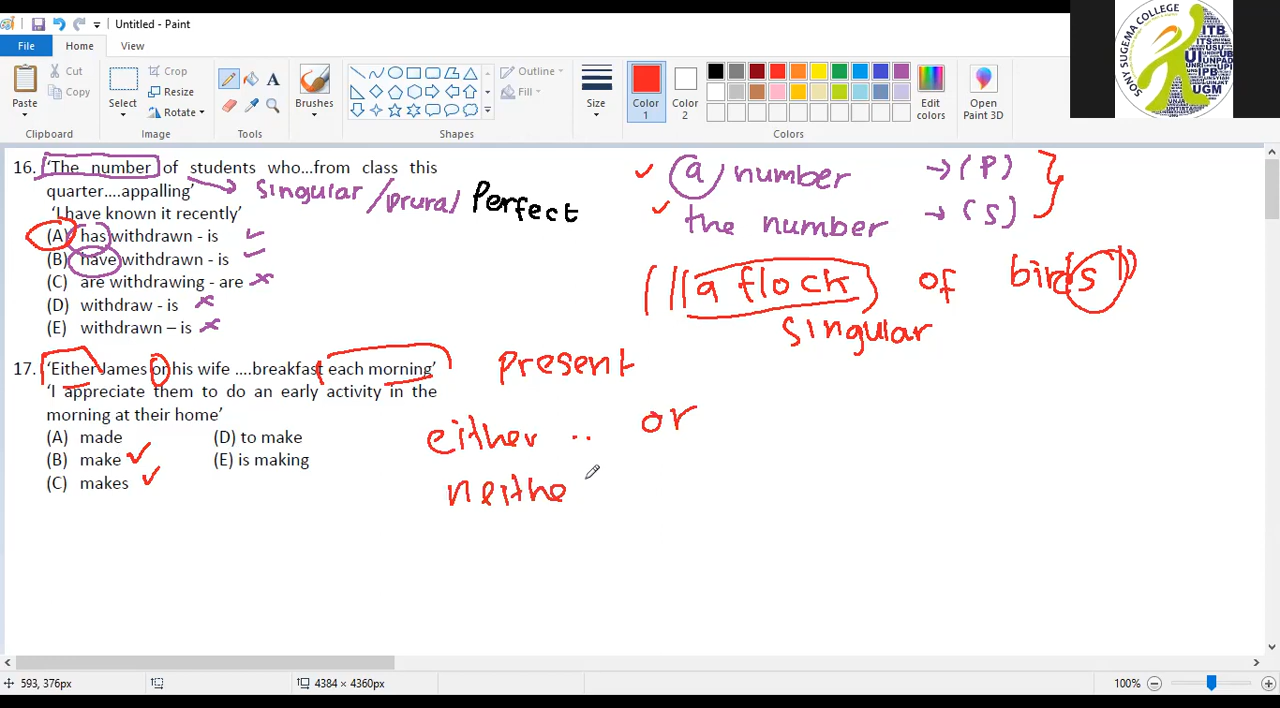 Untitled - Paint
File Home View
Cut
Copy
Paste
Clipboard
Crop
Resize
Rotate
Select
Image
Tools
Brushes
Outline
Fill
Shapes
Size
Color 1
Color 2
Colors
Edit colors
Open Paint 3D
SONY SUGEMA COLLEGE
16. 'The number of students who...from class this
quarter....appalling'
singular /prural Perfect
'I have known it recently'
(A) has withdrawn - is
(B) have withdrawn - is
(C) are withdrawing - are
(D) withdraw - is
(E) withdrawn – is
a number → (P)
the number → (S)
a flock of birds
singular
17. 'Either James or his wife ....breakfast each morning'
'I appreciate them to do an early activity in the
morning at their home'
(A) made (D) to make
(B) make (E) is making
(C) makes
present
either .. or
neithe
593, 376px
4384 × 4360px
100%